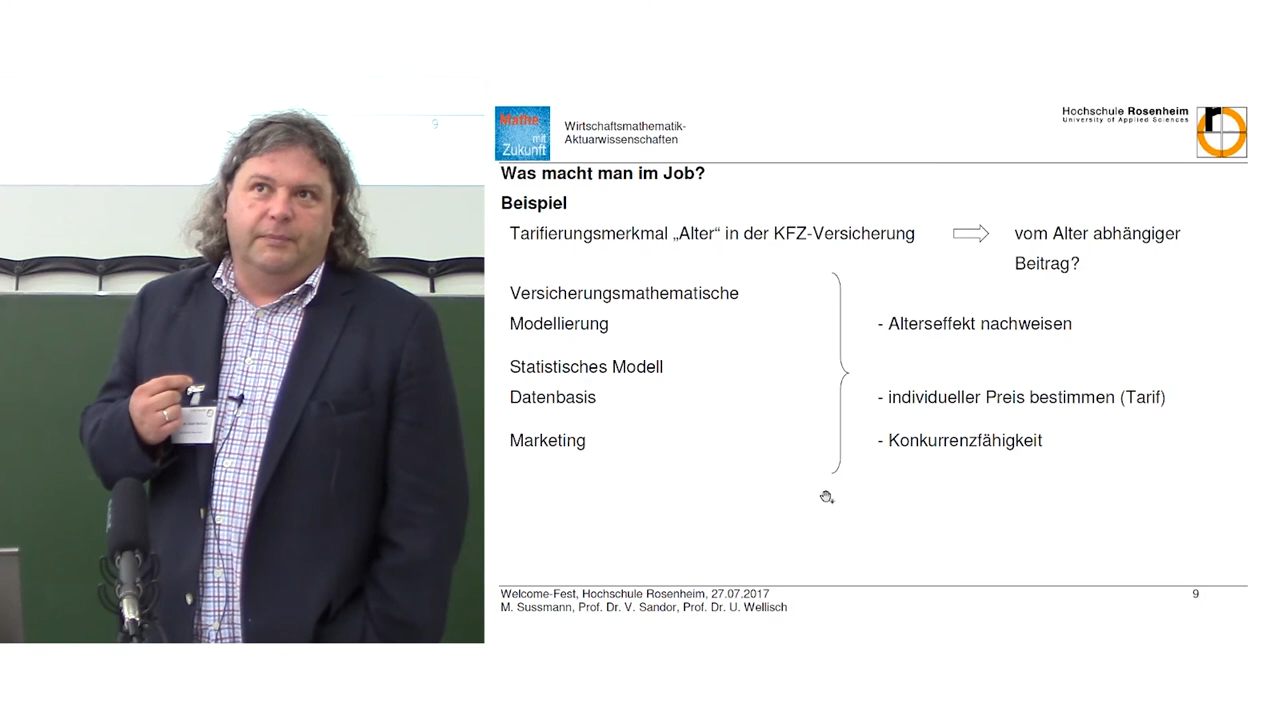 9
Mathe
mit
Zukunft
Wirtschaftsmathematik-
Aktuarwissenschaften
Hochschule Rosenheim
University of Applied Sciences
r
Was macht man im Job?
Beispiel
Tarifierungsmerkmal „Alter“ in der KFZ-Versicherung
vom Alter abhängiger
Beitrag?
Versicherungsmathematische
Modellierung
- Alterseffekt nachweisen
Statistisches Modell
Datenbasis
- individueller Preis bestimmen (Tarif)
Marketing
- Konkurrenzfähigkeit
Welcome-Fest, Hochschule Rosenheim, 27.07.2017
9
M. Sussmann, Prof. Dr. V. Sandor, Prof. Dr. U. Wellisch